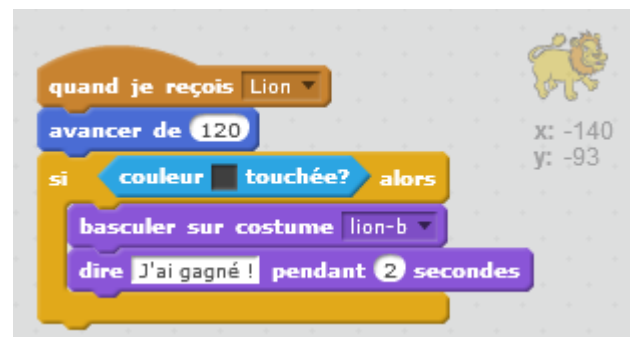 quand je reçois Lion
avancer de 120
si couleur touchée? alors
basculer sur costume lion-b
dire J'ai gagné ! pendant 2 secondes
x: -140
y: -93